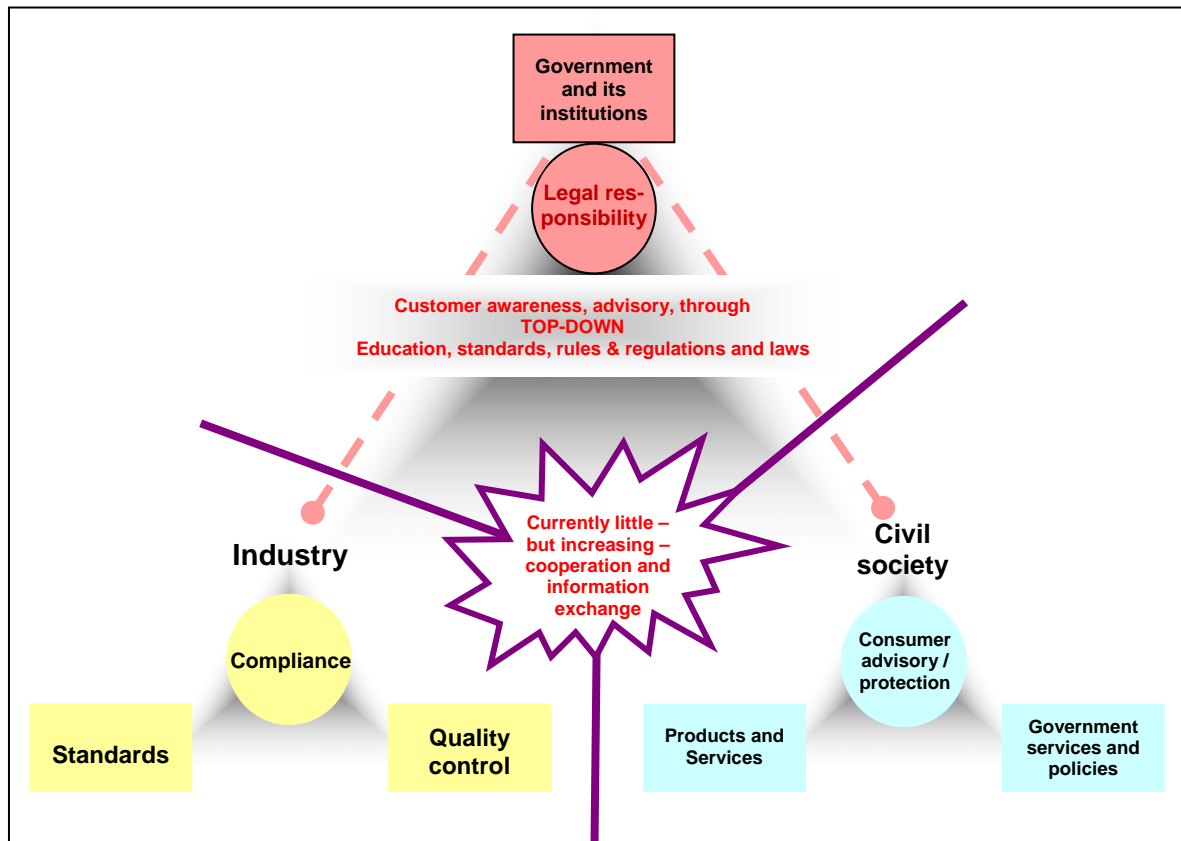 Government
and its
institutions
Legal res-
ponsibility
Customer awareness, advisory, through
TOP-DOWN
Education, standards, rules & regulations and laws
Currently little –
but increasing –
cooperation and
information
exchange
Industry
Compliance
Standards
Quality
control
Civil
society
Consumer
advisory /
protection
Products and
Services
Government
services and
policies